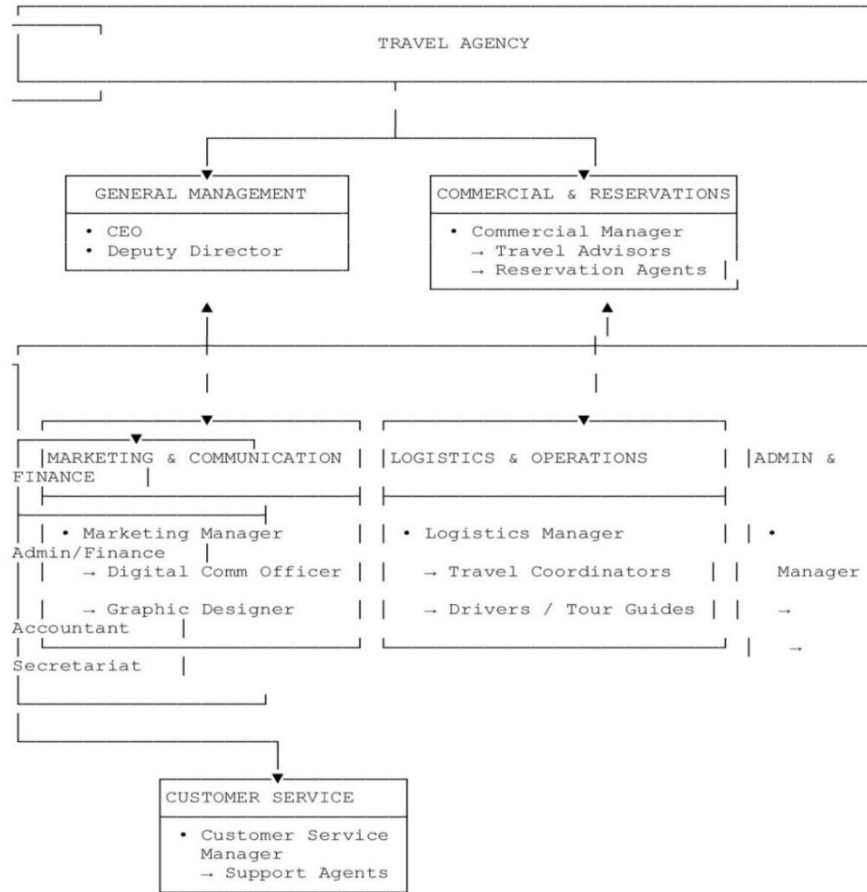 TRAVEL AGENCY
GENERAL MANAGEMENT
• CEO
• Deputy Director
COMMERCIAL & RESERVATIONS
• Commercial Manager
→ Travel Advisors
→ Reservation Agents
MARKETING & COMMUNICATION LOGISTICS & OPERATIONS ADMIN &
FINANCE
• Marketing Manager • Logistics Manager •
Admin/Finance
→ Digital Comm Officer → Travel Coordinators Manager
→ Graphic Designer → Drivers / Tour Guides →
Accountant
→
Secretariat
CUSTOMER SERVICE
• Customer Service
Manager
→ Support Agents